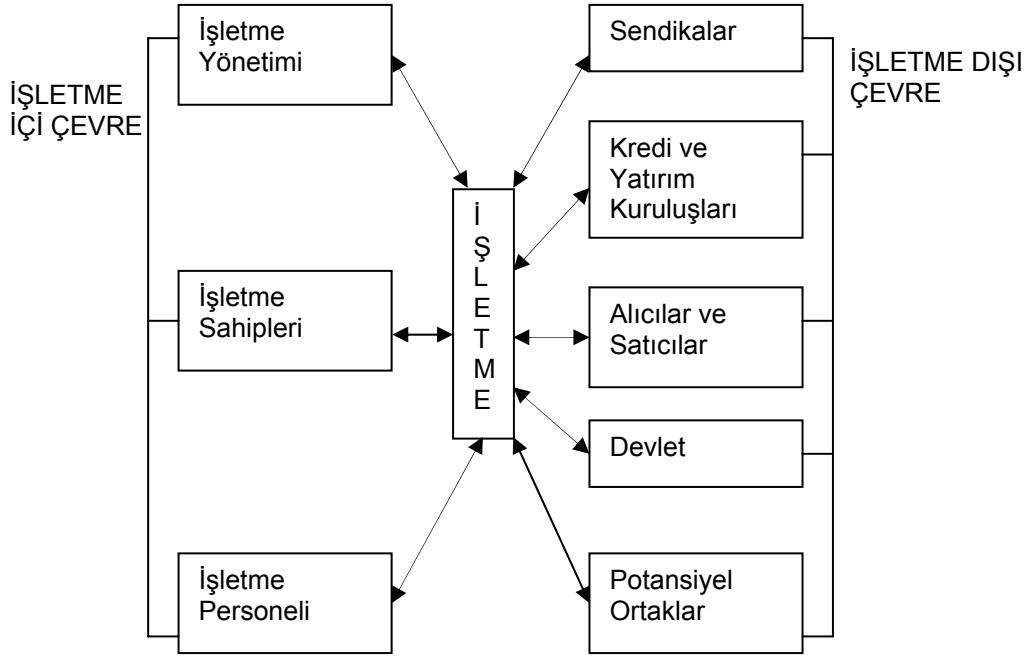 İŞLETME
İÇİ ÇEVRE
İşletme
Yönetimi
İşletme
Sahipleri
İşletme
Personeli
İ
Ş
L
E
T
M
E
Sendikalar
Kredi ve
Yatırım
Kuruluşları
Alıcılar ve
Satıcılar
Devlet
Potansiyel
Ortaklar
İŞLETME DIŞI
ÇEVRE